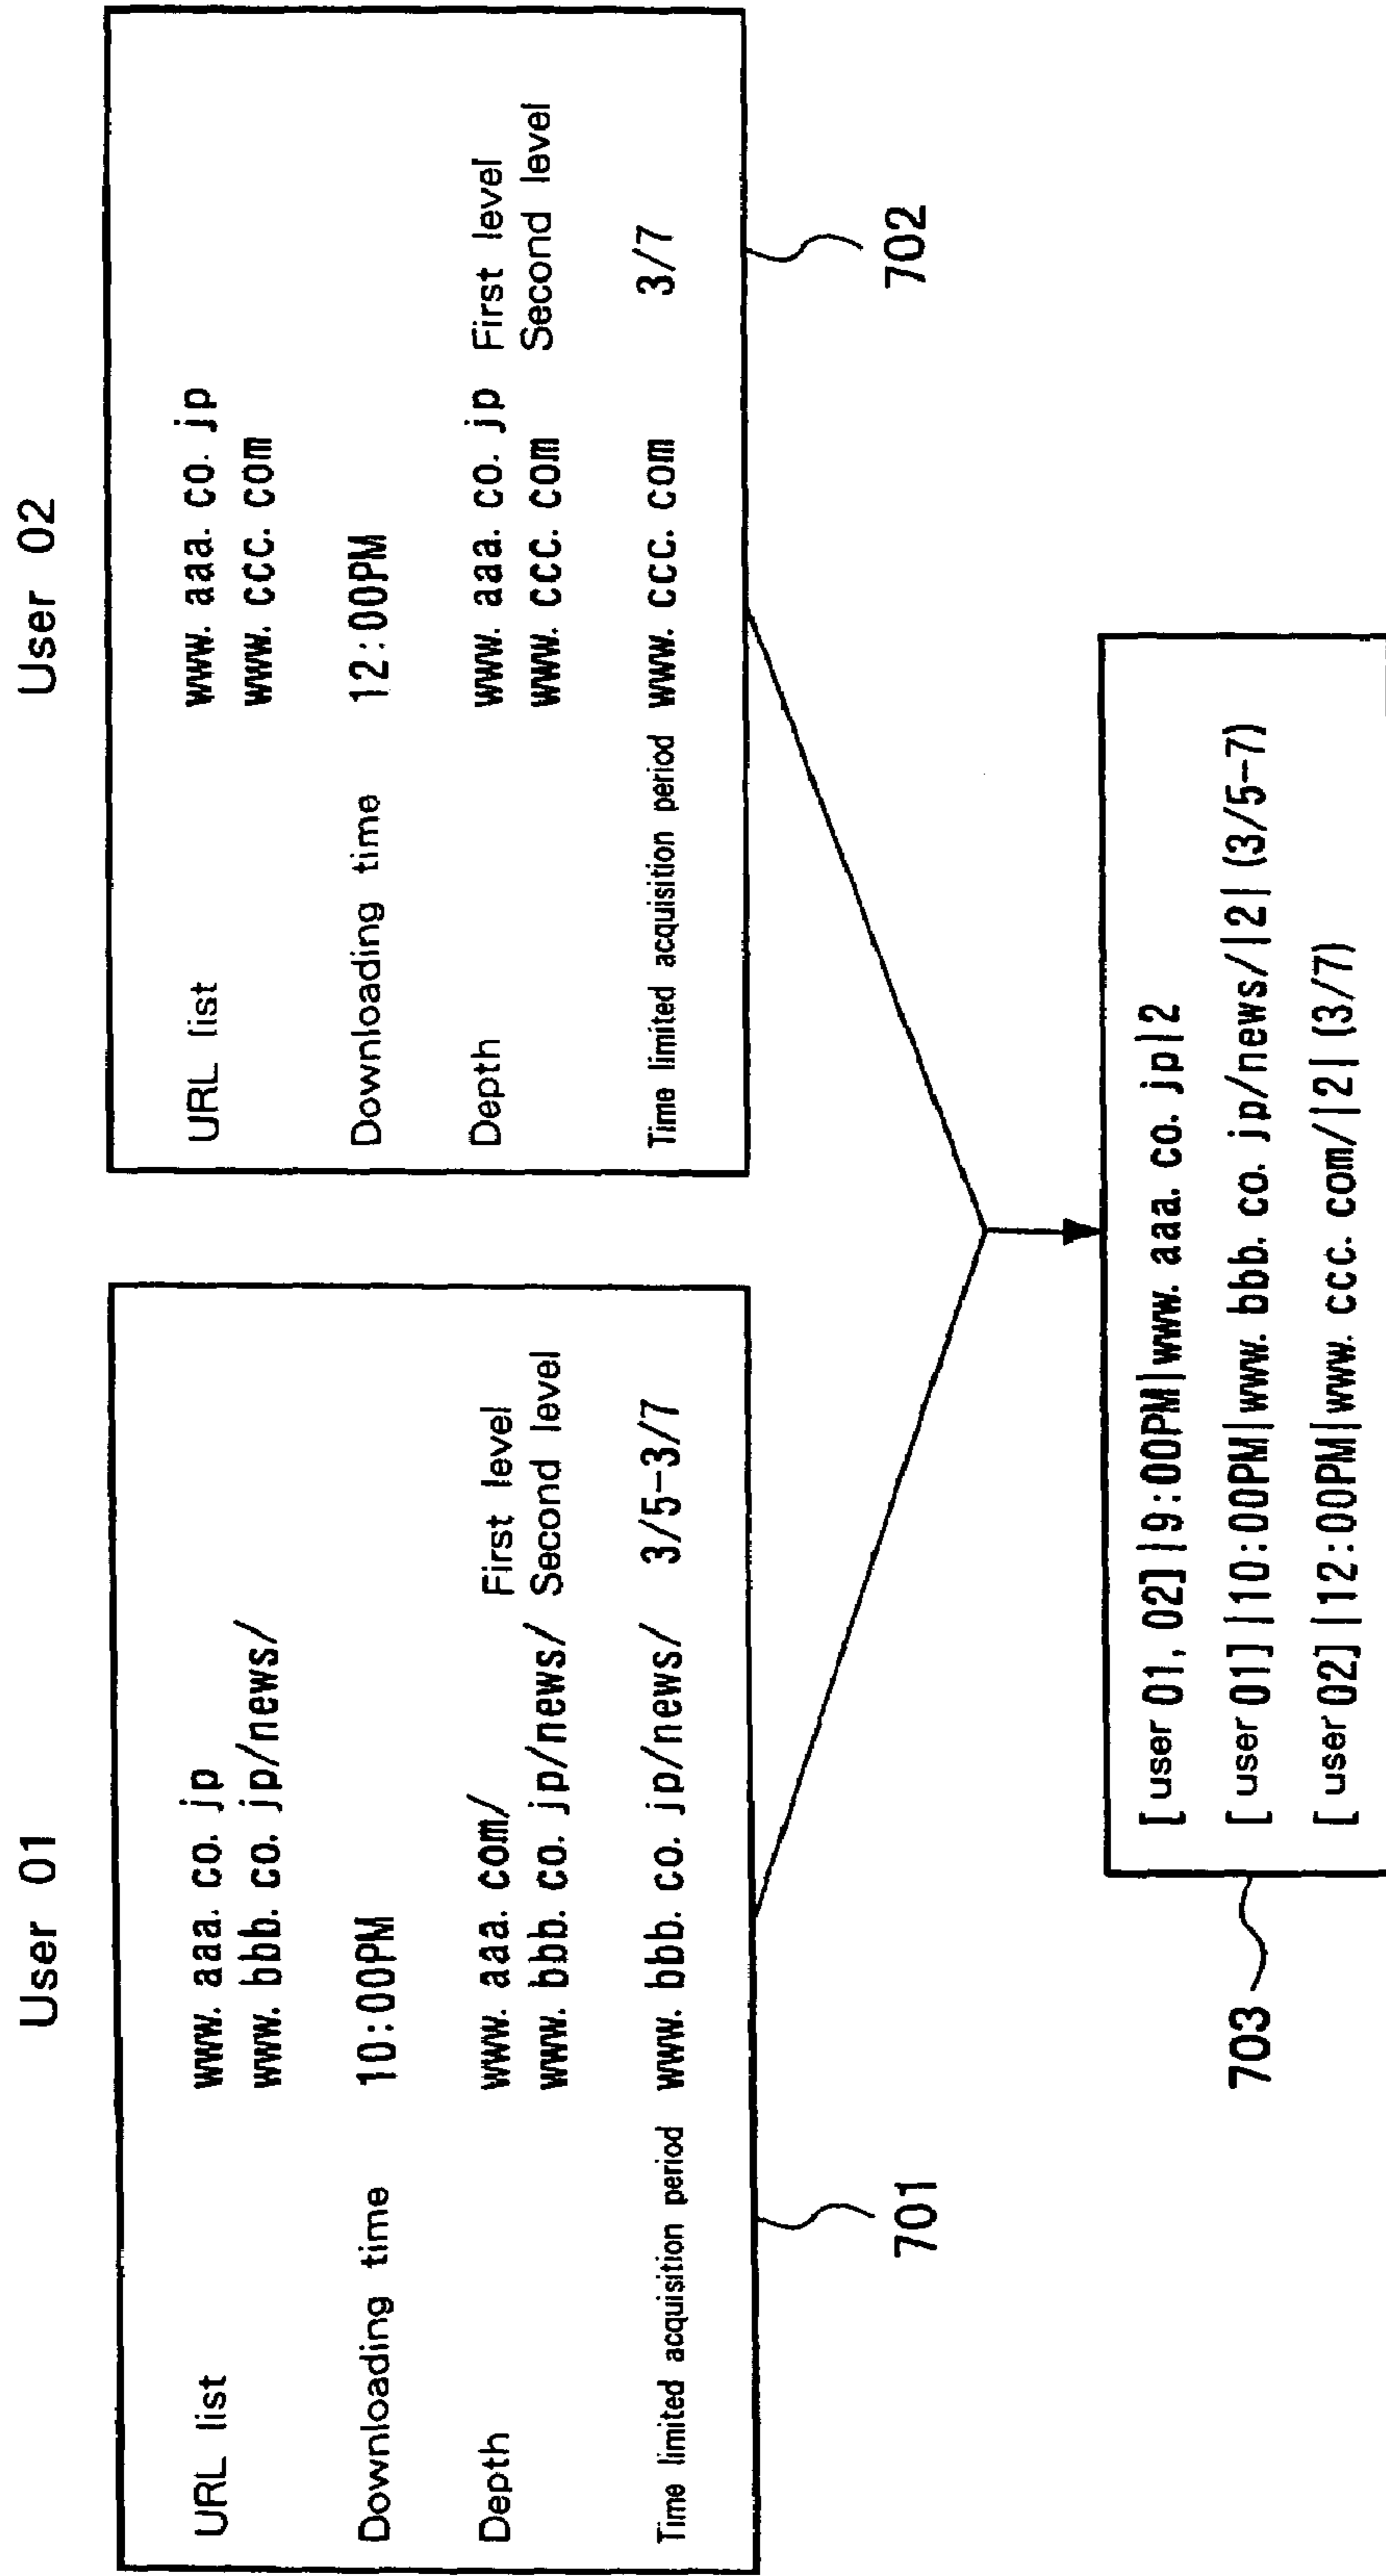 User 01
URL list www. aaa. co. jp
www. bbb. co. jp/news/
Downloading time 10:00PM
Depth www. aaa. com/ First level
www. bbb. co. jp/news/ Second level
Time limited acquisition period www. bbb. co. jp/news/ 3/5-3/7
701
User 02
URL list www. aaa. co. jp
www. ccc. com
Downloading time 12:00PM
Depth www. aaa. co. jp First level
www. ccc. com Second level
Time limited acquisition period www. ccc. com 3/7
702
[user 01, 02]|9:00PM|www. aaa. co. jp|2
[user 01]|10:00PM|www. bbb. co. jp/news/|2|(3/5-7)
[user 02]|12:00PM|www. ccc. com/|2|(3/7)
703